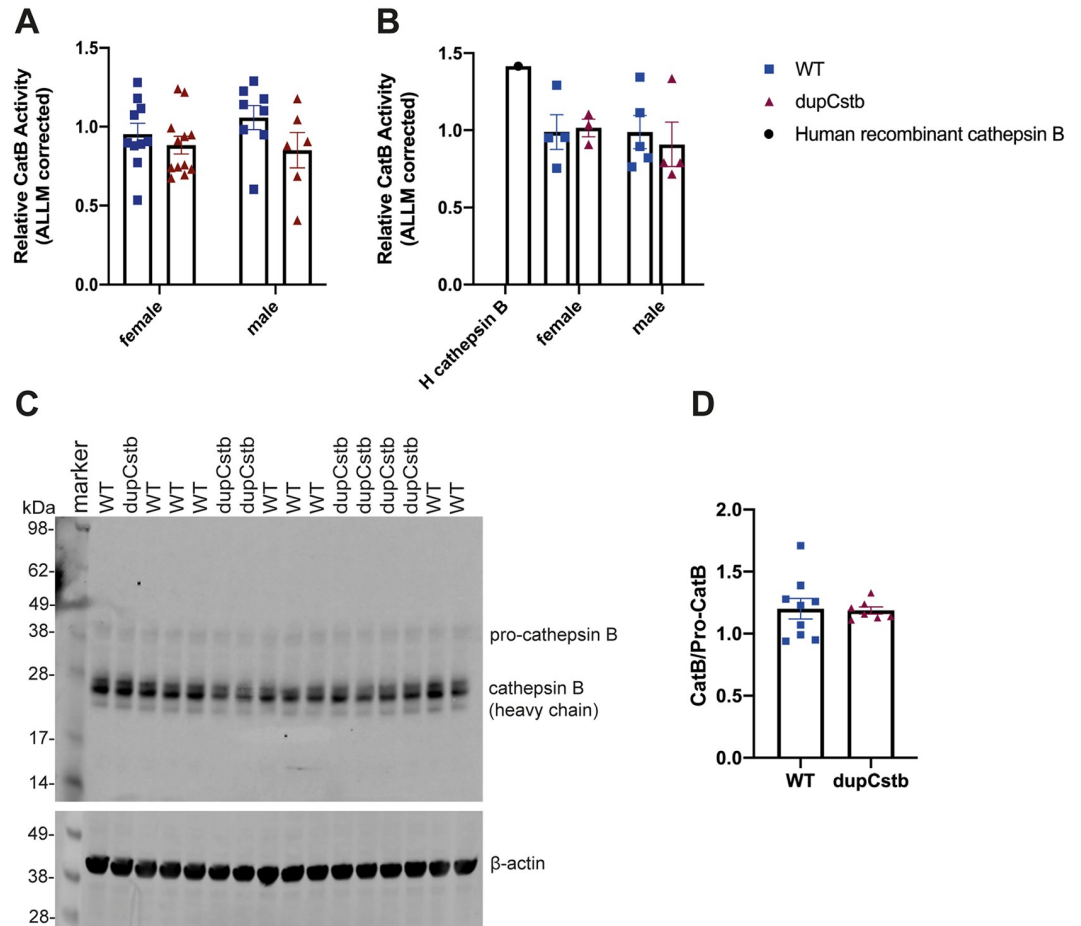 A
Relative CatB Activity
(ALLM corrected)
1.5
1.0
0.5
0.0
female
male
B
Relative CatB Activity
(ALLM corrected)
1.5
1.0
0.5
0.0
H cathepsin B
female
male
WT
dupCstb
Human recombinant cathepsin B
C
kDa
marker
WT
dupCstb
WT
WT
WT
dupCstb
dupCstb
WT
WT
WT
dupCstb
dupCstb
dupCstb
dupCstb
WT
WT
98-
62-
49-
38-
28-
17-
14-
pro-cathepsin B
cathepsin B
(heavy chain)
49-
38-
28-
β-actin
D
CatB/Pro-CatB
2.0
1.5
1.0
0.5
0.0
WT
dupCstb